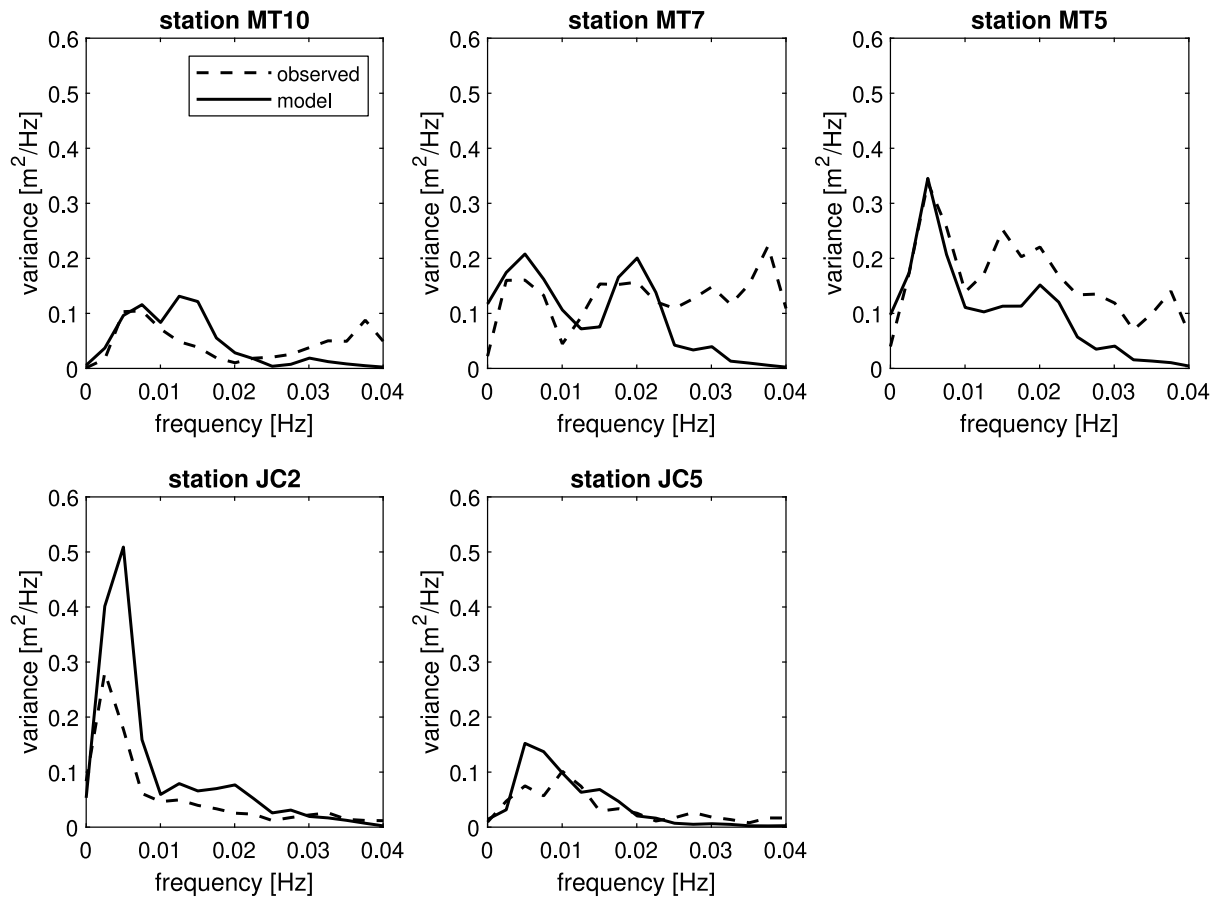 station MT10
0.6
0.5
0.4
0.3
0.2
0.1
0
variance [m²/Hz]
observed
model
0 0.01 0.02 0.03 0.04
frequency [Hz]
station MT7
0.6
0.5
0.4
0.3
0.2
0.1
0
variance [m²/Hz]
0 0.01 0.02 0.03 0.04
frequency [Hz]
station MT5
0.6
0.5
0.4
0.3
0.2
0.1
0
variance [m²/Hz]
0 0.01 0.02 0.03 0.04
frequency [Hz]
station JC2
0.6
0.5
0.4
0.3
0.2
0.1
0
variance [m²/Hz]
0 0.01 0.02 0.03 0.04
frequency [Hz]
station JC5
0.6
0.5
0.4
0.3
0.2
0.1
0
variance [m²/Hz]
0 0.01 0.02 0.03 0.04
frequency [Hz]